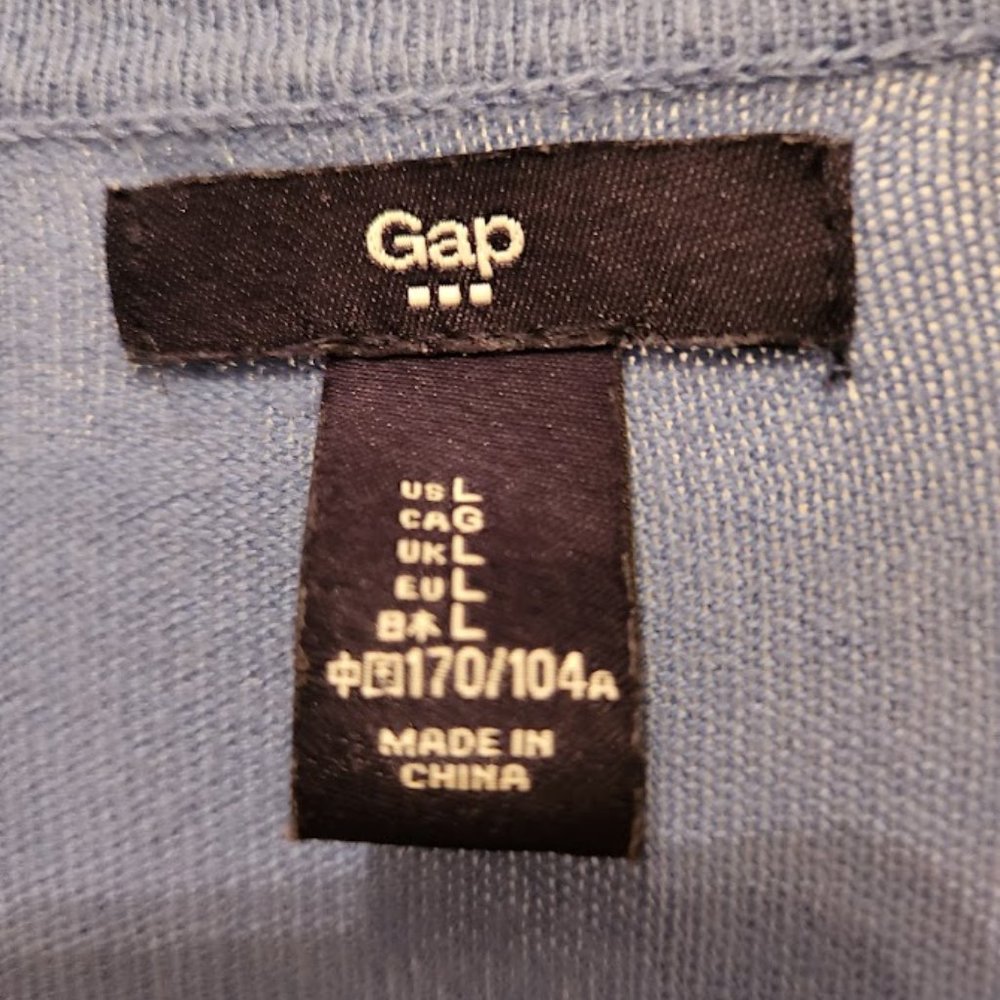 Gap
US L
CA G
UK L
EU L
日本 L
中国170/104A
MADE IN
CHINA